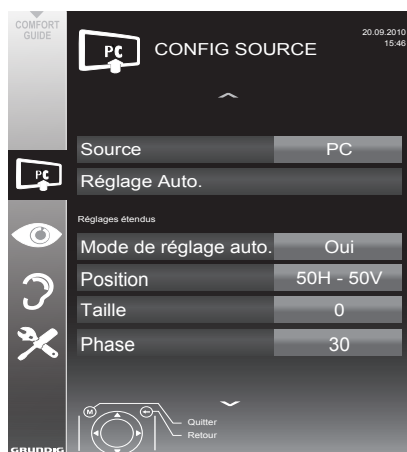 COMFORT
GUIDE
PC
CONFIG SOURCE
20.09.2010
15:46
Source PC
Réglage Auto.
PC
Réglages étendus
Mode de réglage auto. Oui
Position 50H - 50V
Taille 0
Phase 30
M
Quitter
Retour
GRUNDIG